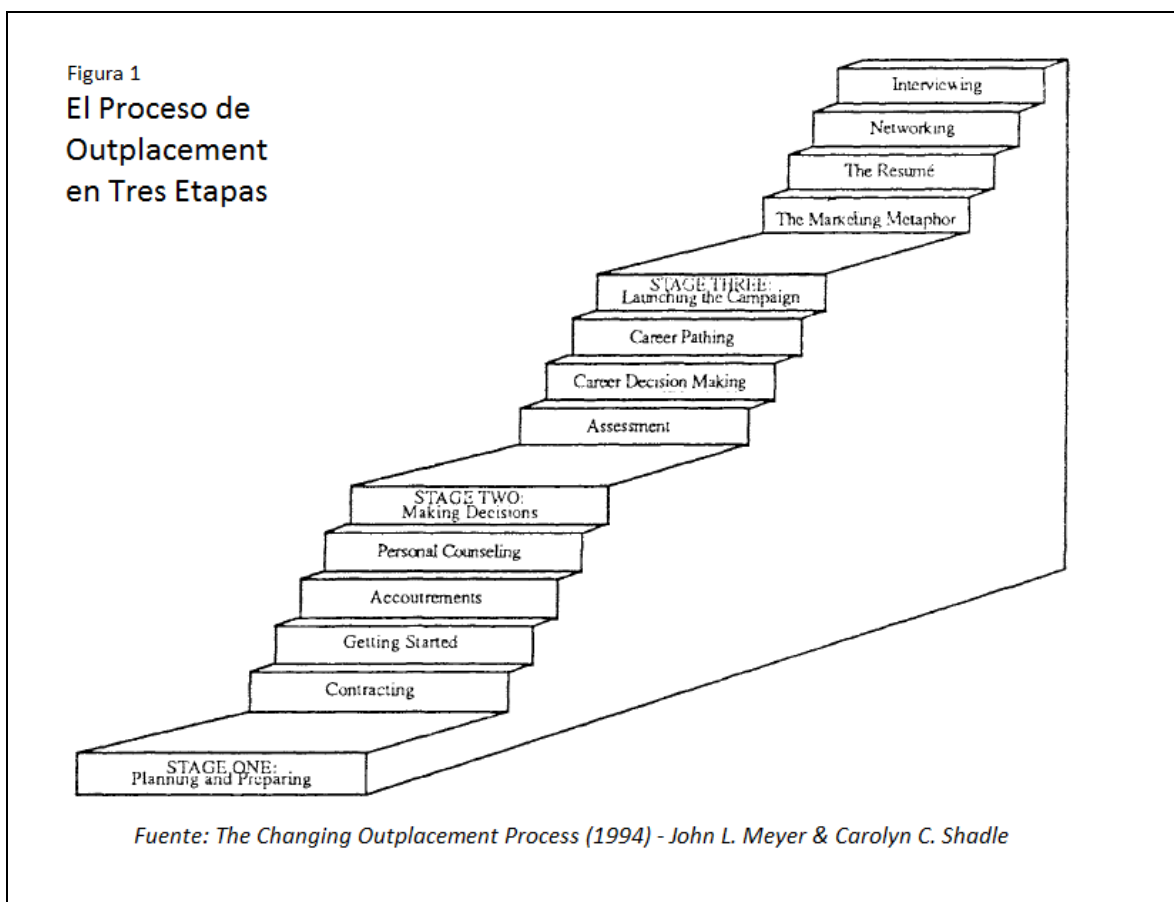 Figura 1
El Proceso de
Outplacement
en Tres Etapas
Interviewing
Networking
The Resumé
The Marketing Metaphor
STAGE THREE:
Launching the Campaign
Career Pathing
Career Decision Making
Assessment
STAGE TWO:
Making Decisions
Personal Counseling
Accoutrements
Getting Started
Contracting
STAGE ONE:
Planning and Preparing
Fuente: The Changing Outplacement Process (1994) - John L. Meyer & Carolyn C. Shadle